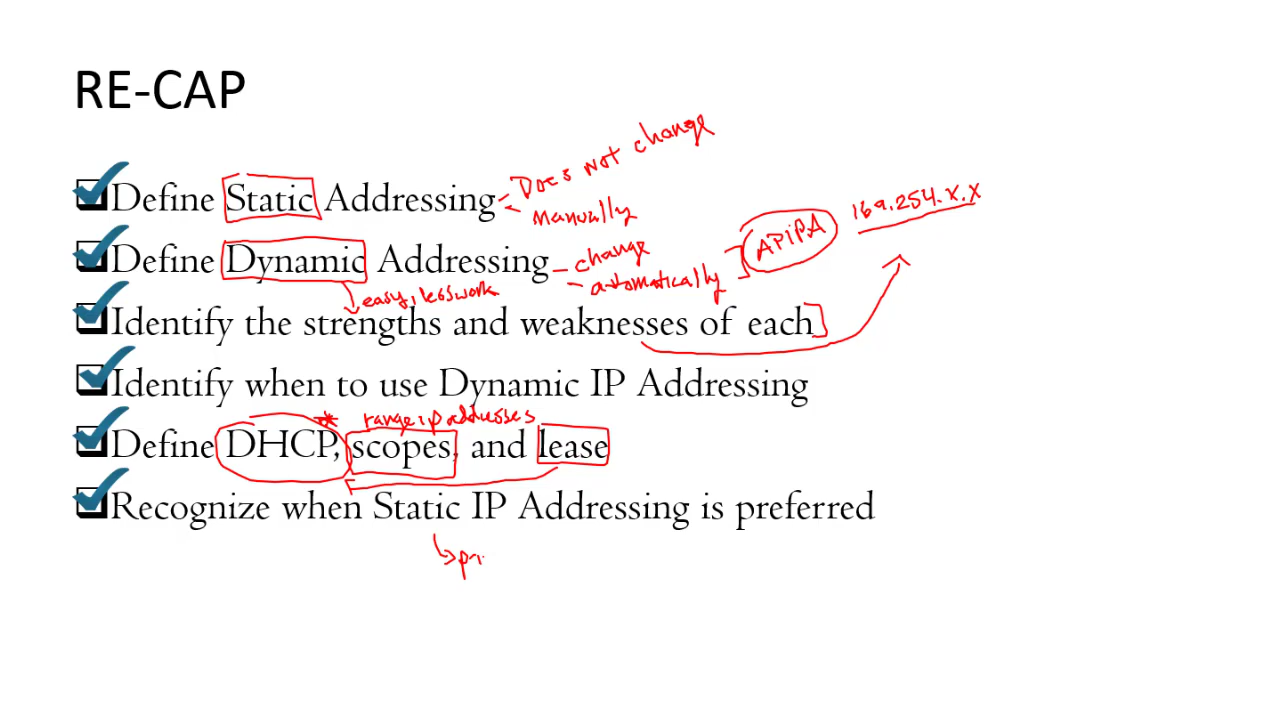 RE-CAP
Define Static Addressing
- Does not change
- manually
Define Dynamic Addressing
- change
- automatically
APIPA
169.254.x.x
easy, less work
Identify the strengths and weaknesses of each
Identify when to use Dynamic IP Addressing
range ip addresses
Define DHCP, scopes, and lease
Recognize when Static IP Addressing is preferred